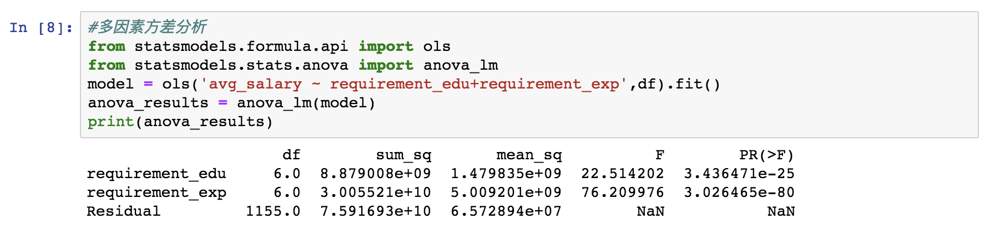 In [8]:
#多因素方差分析
from statsmodels.formula.api import ols
from statsmodels.stats.anova import anova_lm
model = ols('avg_salary ~ requirement_edu+requirement_exp',df).fit()
anova_results = anova_lm(model)
print(anova_results)
df sum_sq mean_sq F PR(>F)
requirement_edu 6.0 8.879008e+09 1.479835e+09 22.514202 3.436471e-25
requirement_exp 6.0 3.005521e+10 5.009201e+09 76.209976 3.026465e-80
Residual 1155.0 7.591693e+10 6.572894e+07 NaN NaN